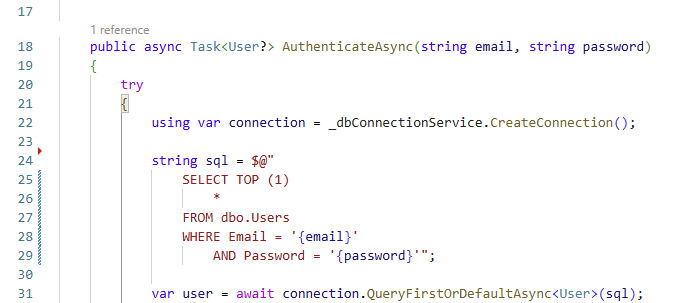 17
1 reference
18 public async Task<User?> AuthenticateAsync(string email, string password)
19 {
20 try
21 {
22 using var connection = _dbConnectionService.CreateConnection();
23
24 string sql = $@"
25 SELECT TOP (1)
26 *
27 FROM dbo.Users
28 WHERE Email = '{email}'
29 AND Password = '{password}'";
30
31 var user = await connection.QueryFirstOrDefaultAsync<User>(sql);